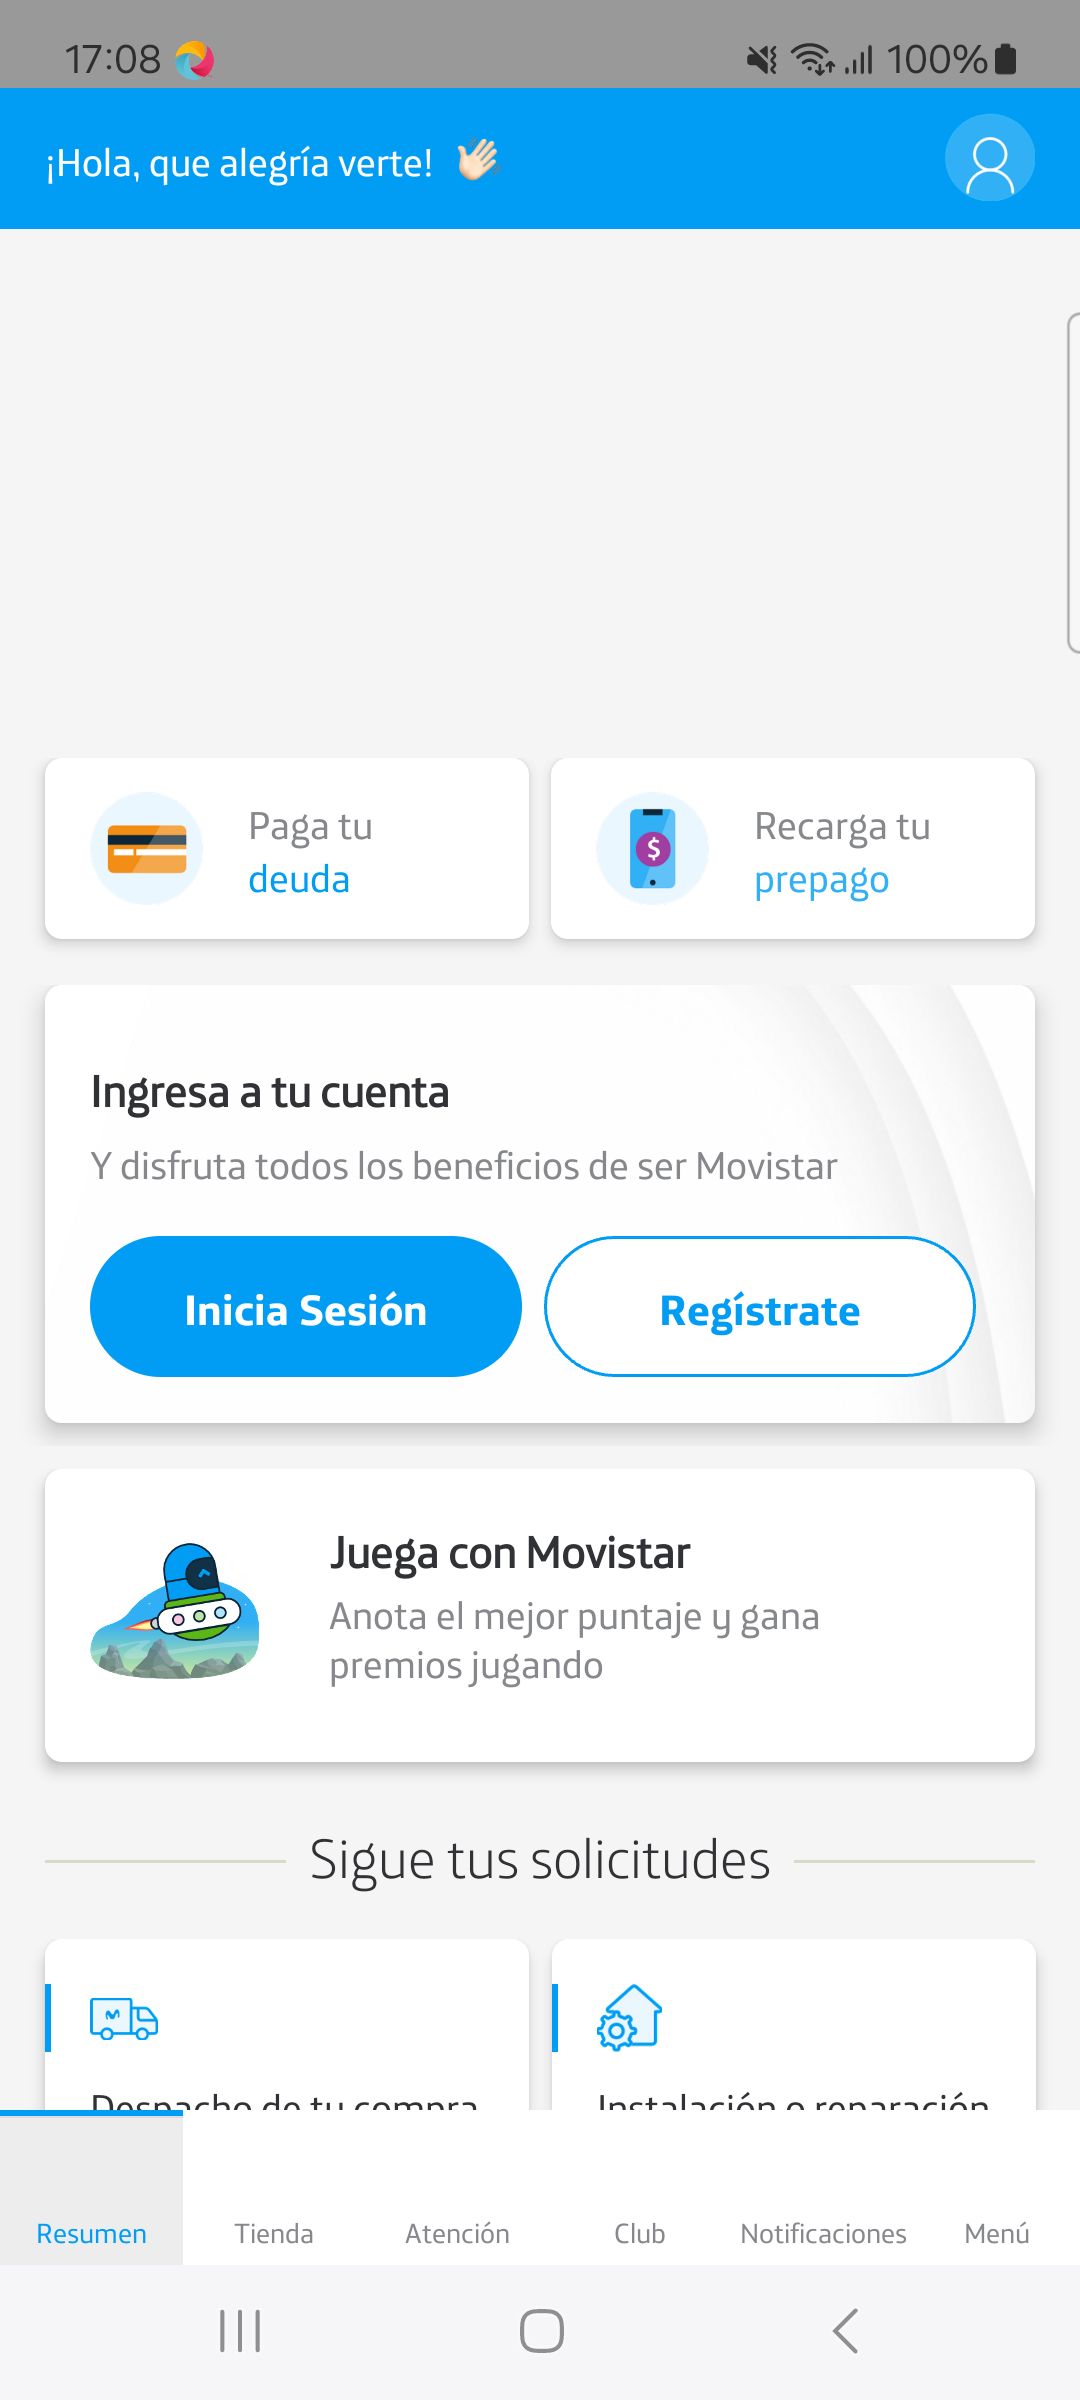 17:08
100%
¡Hola, que alegría verte!
Paga tu
deuda
Recarga tu
prepago
Ingresa a tu cuenta
Y disfruta todos los beneficios de ser Movistar
Inicia Sesión
Regístrate
Juega con Movistar
Anota el mejor puntaje y gana
premios jugando
Sigue tus solicitudes
Despacho de tu compra
Instalación o reparación
Resumen
Tienda
Atención
Club
Notificaciones
Menú